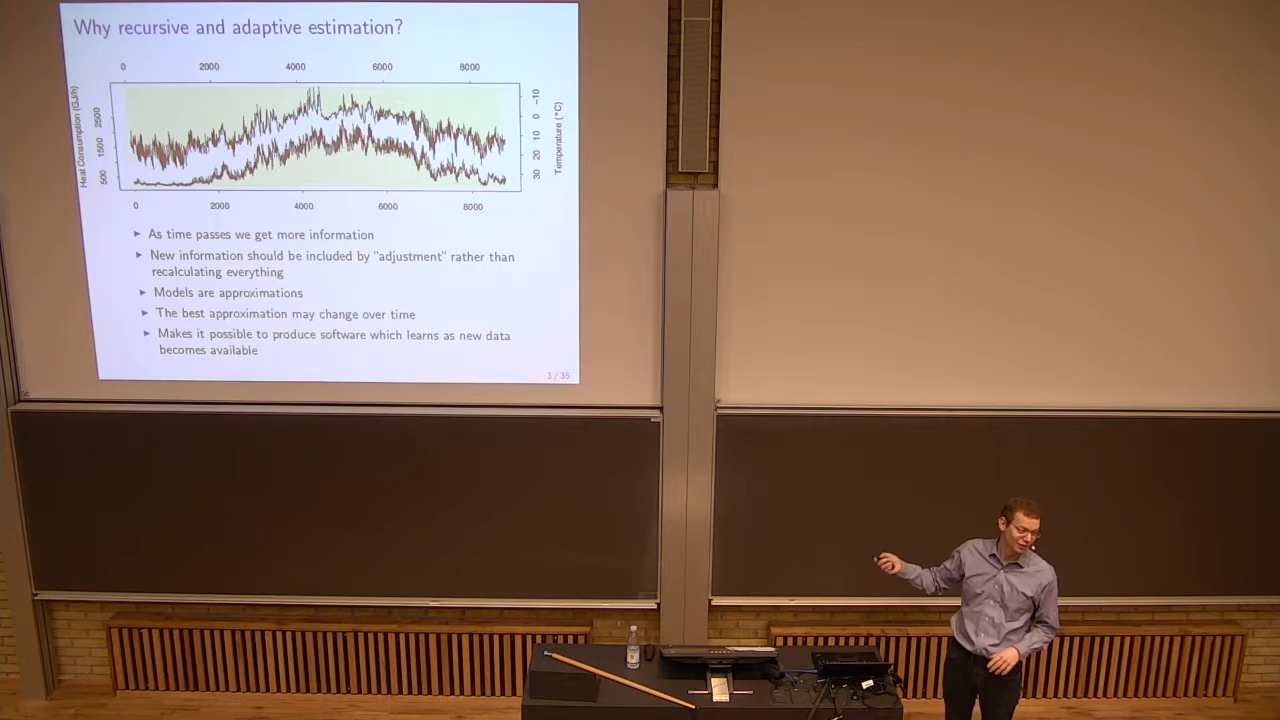 Why recursive and adaptive estimation?
0 2000 4000 6000 8000
Heat Consumption (GJ/h)
500 1500 2500
-10 0 10 20 30
Temperature (°C)
0 2000 4000 6000 8000
► As time passes we get more information
► New information should be included by “adjustment” rather than
recalculating everything
► Models are approximations
► The best approximation may change over time
► Makes it possible to produce software which learns as new data
becomes available
3 / 35